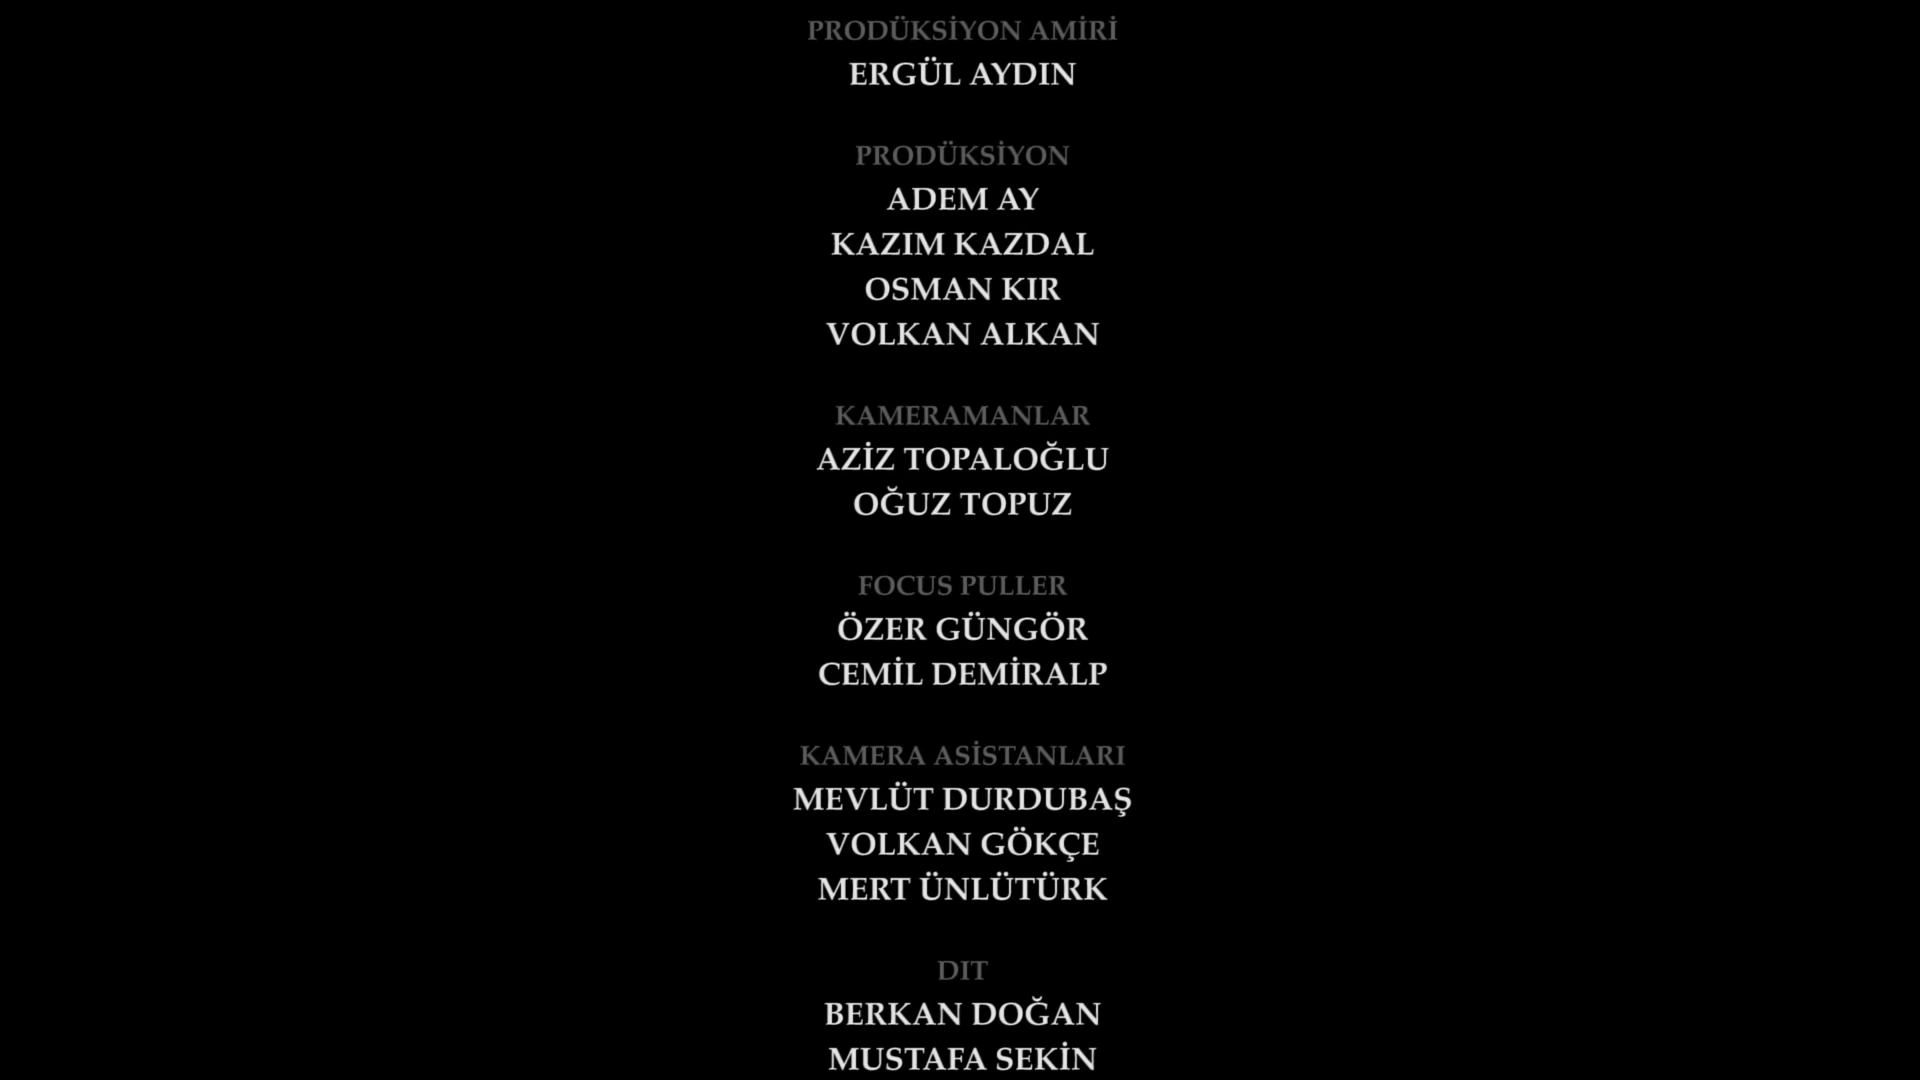 PRODÜKSİYON AMİRİ
ERGÜL AYDIN
PRODÜKSİYON
ADEM AY
KAZIM KAZDAL
OSMAN KIR
VOLKAN ALKAN
KAMERAMANLAR
AZİZ TOPALOĞLU
OĞUZ TOPUZ
FOCUS PULLER
ÖZER GÜNGÖR
CEMİL DEMİRALP
KAMERA ASİSTANLARI
MEVLÜT DURDUBAŞ
VOLKAN GÖKÇE
MERT ÜNLÜTÜRK
DIT
BERKAN DOĞAN
MUSTAFA SEKİN